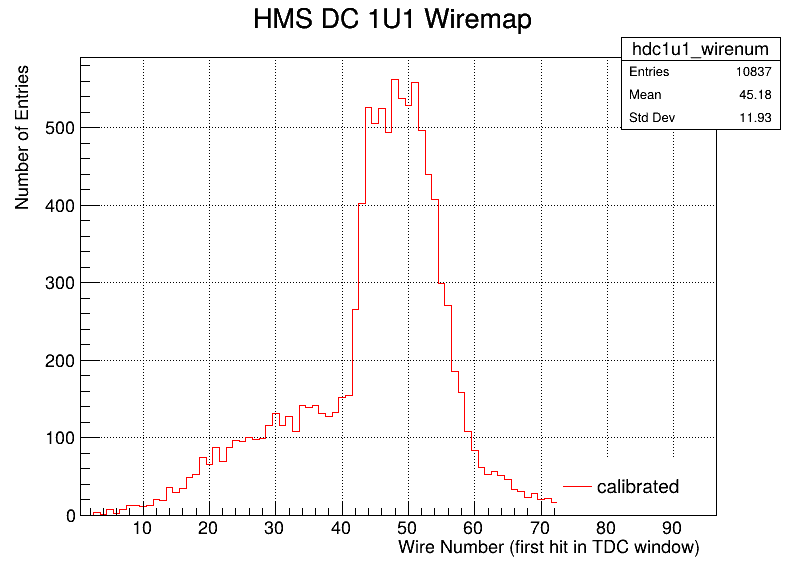 HMS DC 1U1 Wiremap
hdc1u1_wirenum
Entries 10837
Mean 45.18
Std Dev 11.93
Number of Entries
500
400
300
200
100
0
calibrated
10 20 30 40 50 60 70 80 90
Wire Number (first hit in TDC window)